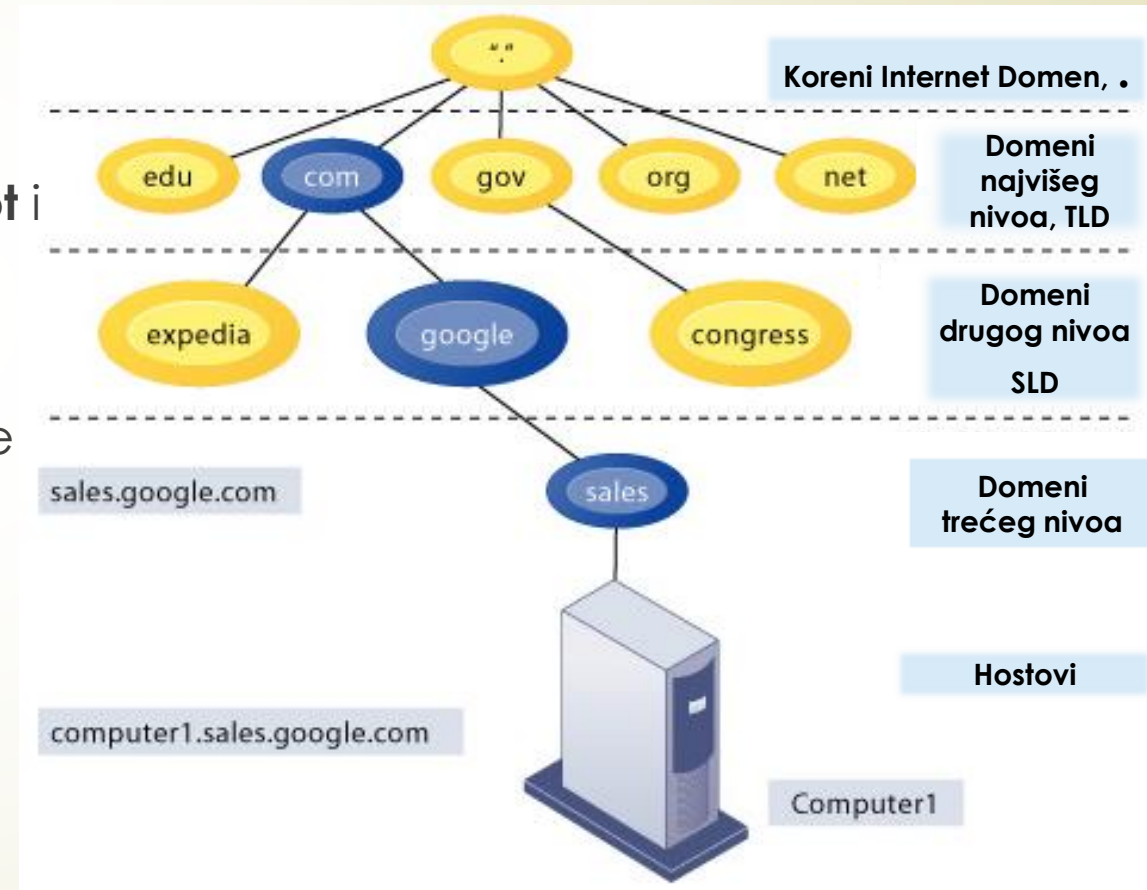 "."
Koreni Internet Domen, .
edu
com
gov
org
net
Domeni
najvišeg
nivoa, TLD
t i
expedia
google
congress
Domeni
drugog nivoa
SLD
e
sales.google.com
sales
Domeni
trećeg nivoa
Hostovi
computer1.sales.google.com
Computer1